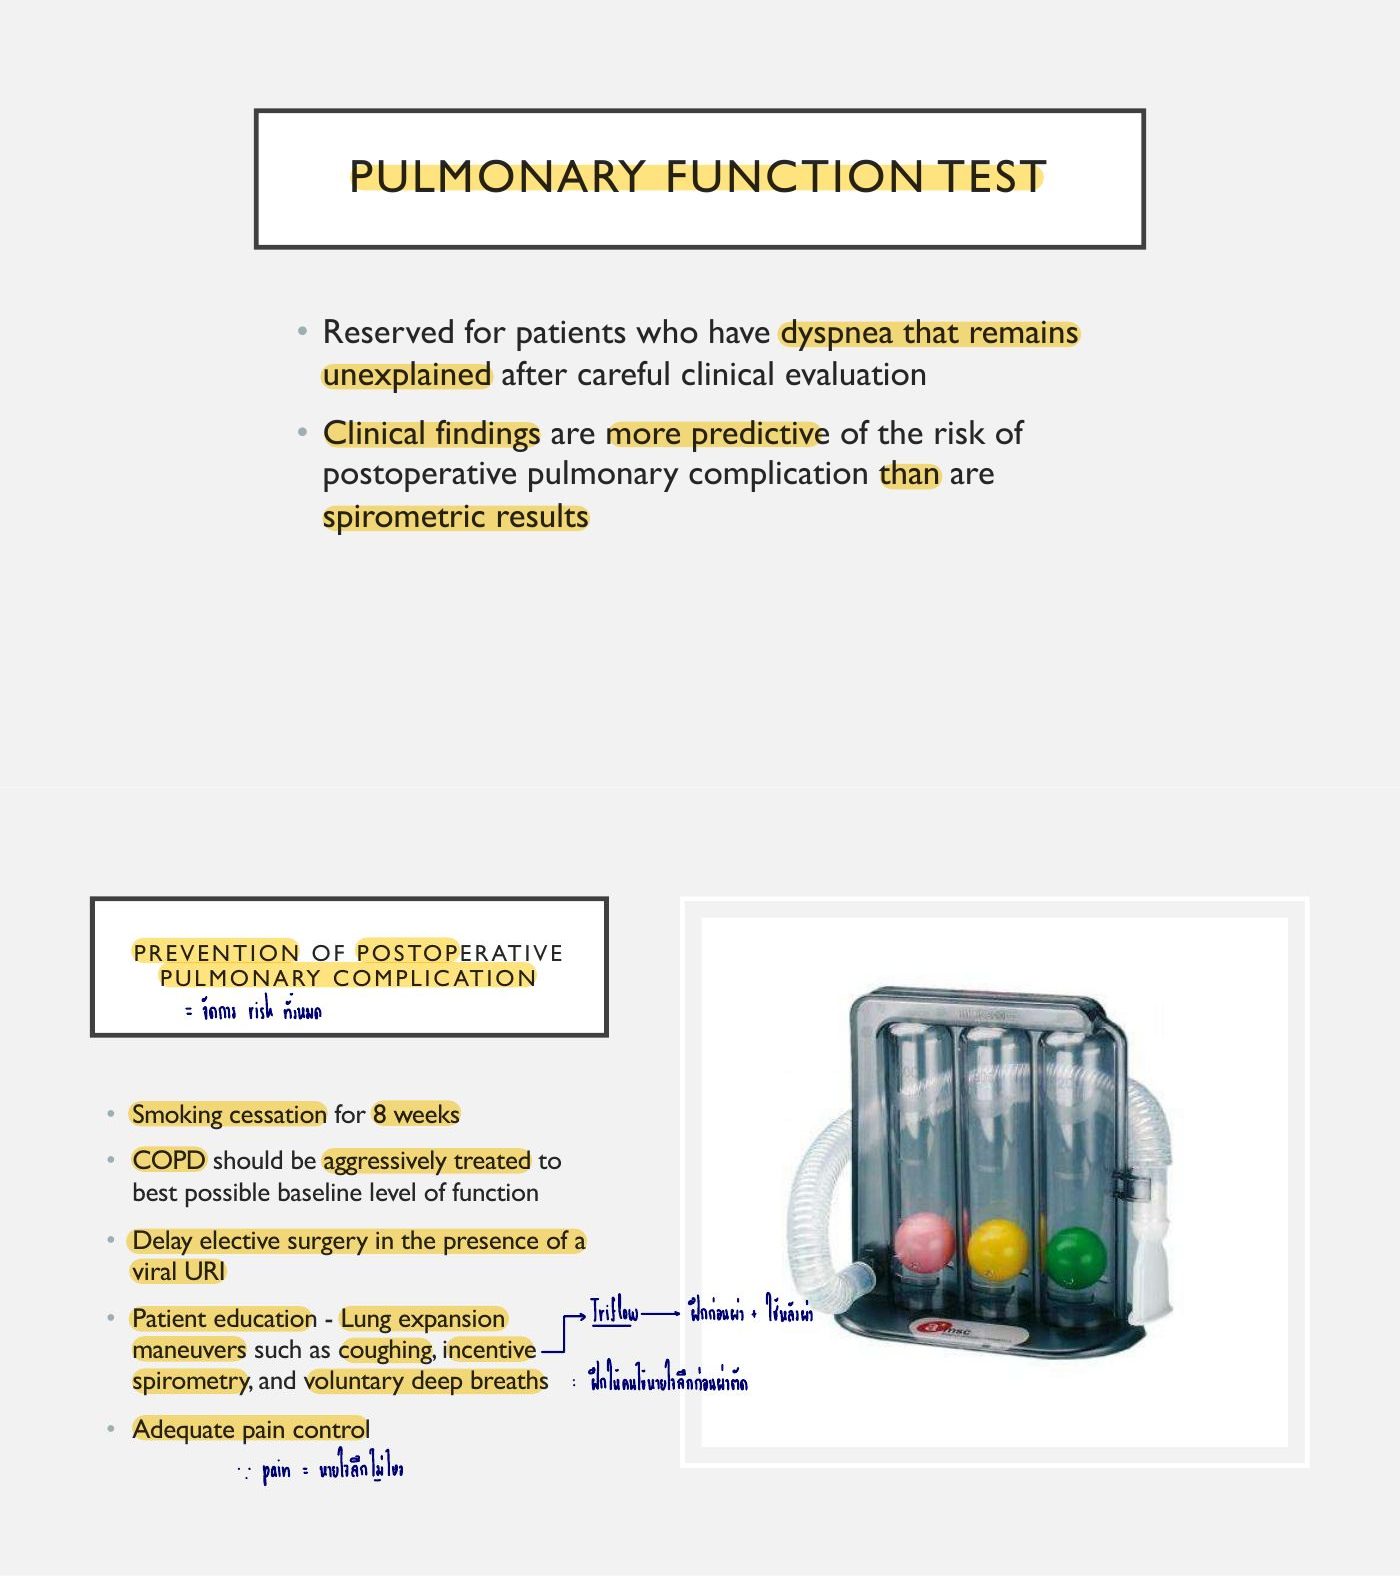 PULMONARY FUNCTION TEST
• Reserved for patients who have dyspnea that remains
unexplained after careful clinical evaluation
• Clinical findings are more predictive of the risk of
postoperative pulmonary complication than are
spirometric results
PREVENTION OF POSTOPERATIVE
PULMONARY COMPLICATION
= จัดการ risk ทั้งหมด
• Smoking cessation for 8 weeks
• COPD should be aggressively treated to
best possible baseline level of function
• Delay elective surgery in the presence of a
viral URI
• Patient education - Lung expansion
maneuvers such as coughing, incentive
spirometry, and voluntary deep breaths
Triflow → ฝึกก่อนผ่า + ใช้หลังผ่า
: ฝึกให้คนไข้หายใจลึกก่อนผ่าตัด
• Adequate pain control
∵ pain = หายใจลึกไม่ไหว